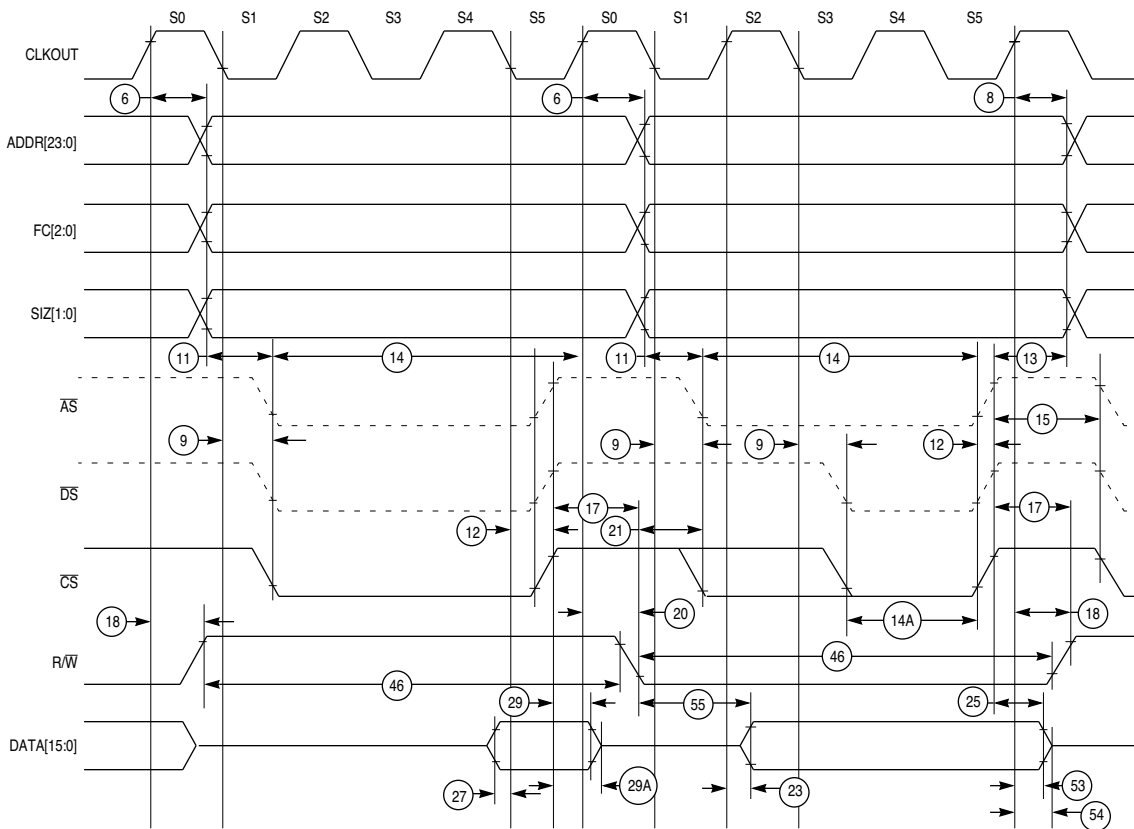 S0 S1 S2 S3 S4 S5 S0 S1 S2 S3 S4 S5
CLKOUT
6 6 8
ADDR[23:0]
FC[2:0]
SIZ[1:0]
11 14 11 14 13
AS
15
9 9 9 12
DS
17 17
12 21
CS
18 20 14A 18
R/W
46
46
29 55 25
DATA[15:0]
27 29A 23 53
54